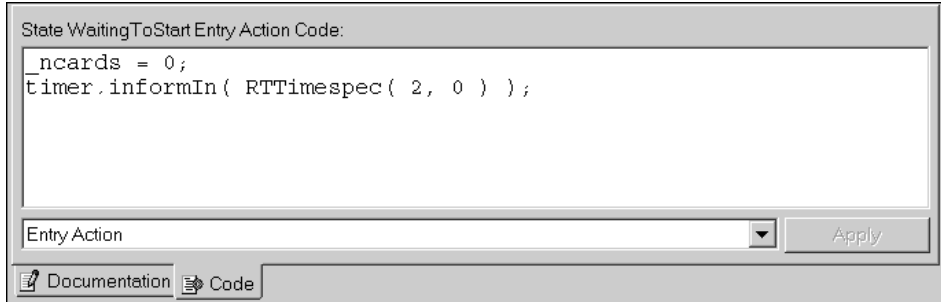 State WaitingToStart Entry Action Code:
_ncards = 0;
timer.informIn( RTTimespec( 2, 0 ) );
Entry Action
Apply
Documentation
Code